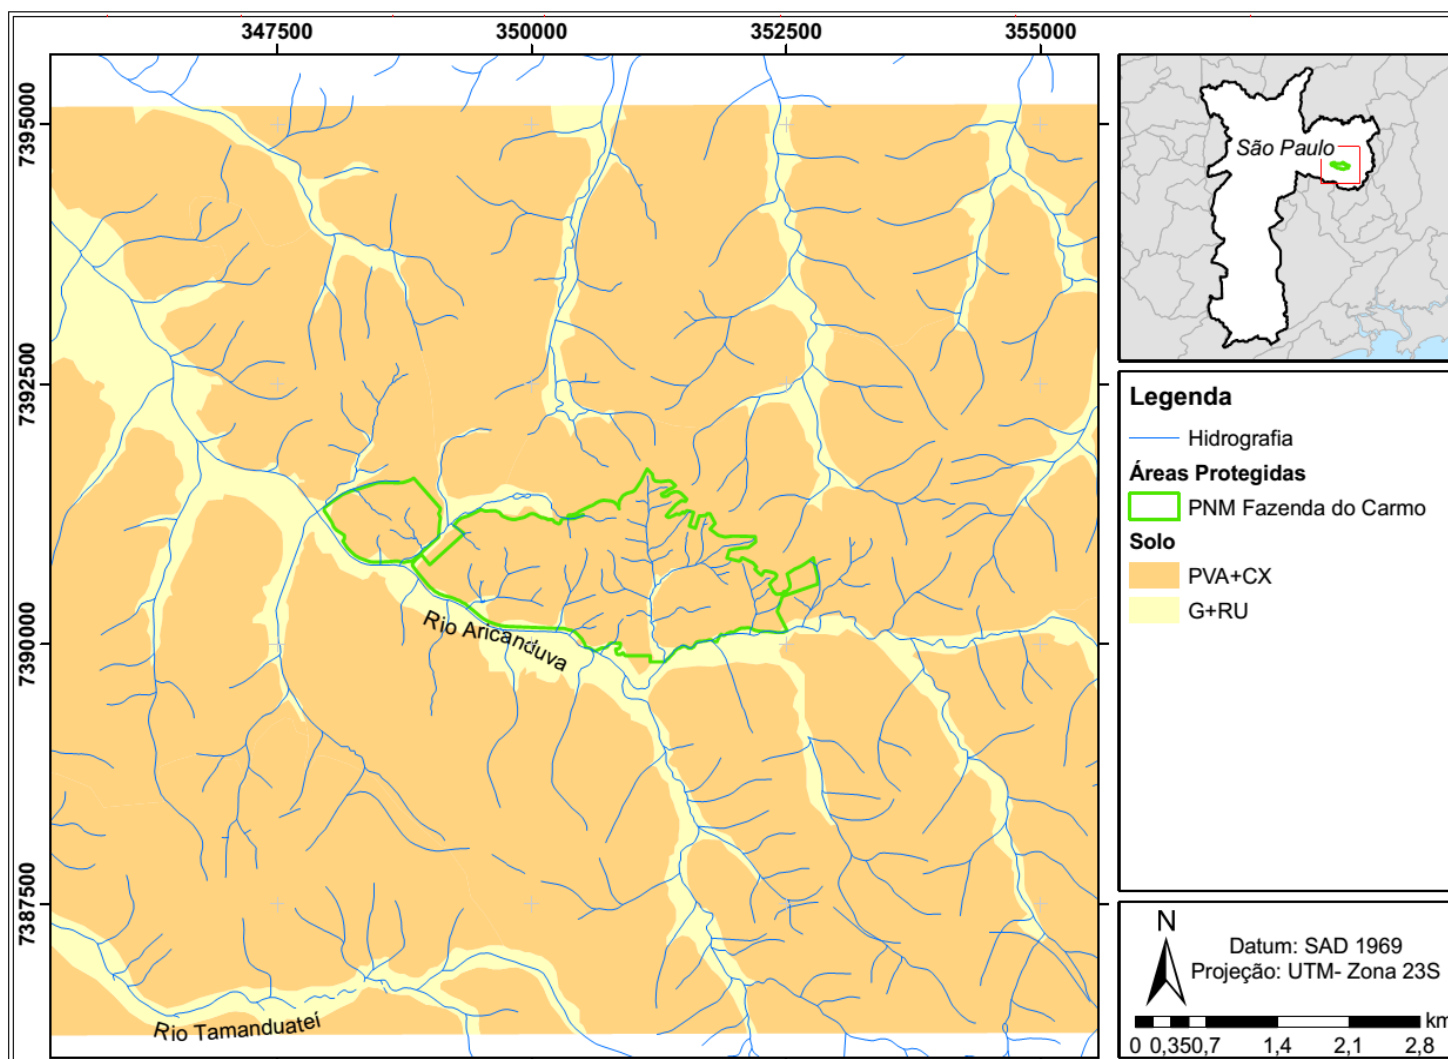 347500
350000
352500
355000
7395000
7392500
7390000
7387500
Rio Aricanduva
Rio Tamanduateí
São Paulo
Legenda
Hidrografia
Áreas Protegidas
PNM Fazenda do Carmo
Solo
PVA+CX
G+RU
N
Datum: SAD 1969
Projeção: UTM- Zona 23S
km
0 0,350,7 1,4 2,1 2,8